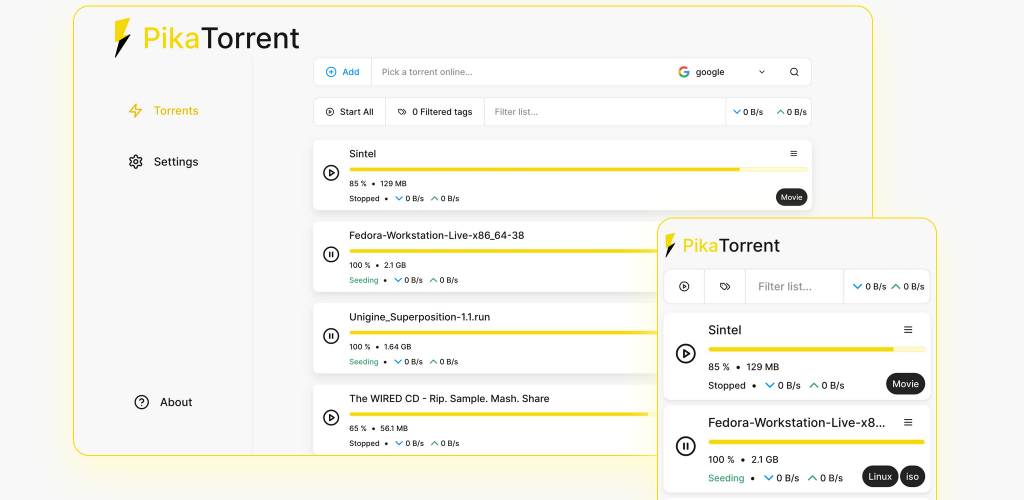 PikaTorrent
Add Pick a torrent online... google
Torrents
Start All 0 Filtered tags Filter list... 0 B/s 0 B/s
Settings
Sintel
85 % • 129 MB
Stopped • 0 B/s 0 B/s
Movie
Fedora-Workstation-Live-x86_64-38
100 % • 2.1 GB
Seeding • 0 B/s 0 B/s
Unigine_Superposition-1.1.run
100 % • 1.64 GB
Seeding • 0 B/s 0 B/s
The WIRED CD - Rip. Sample. Mash. Share
65 % • 56.1 MB
Stopped • 0 B/s 0 B/s
About
PikaTorrent
Filter list... 0 B/s 0 B/s
Sintel
85 % • 129 MB
Stopped • 0 B/s 0 B/s
Movie
Fedora-Workstation-Live-x8...
100 % • 2.1 GB
Seeding • 0 B/s 0 B/s
Linux iso